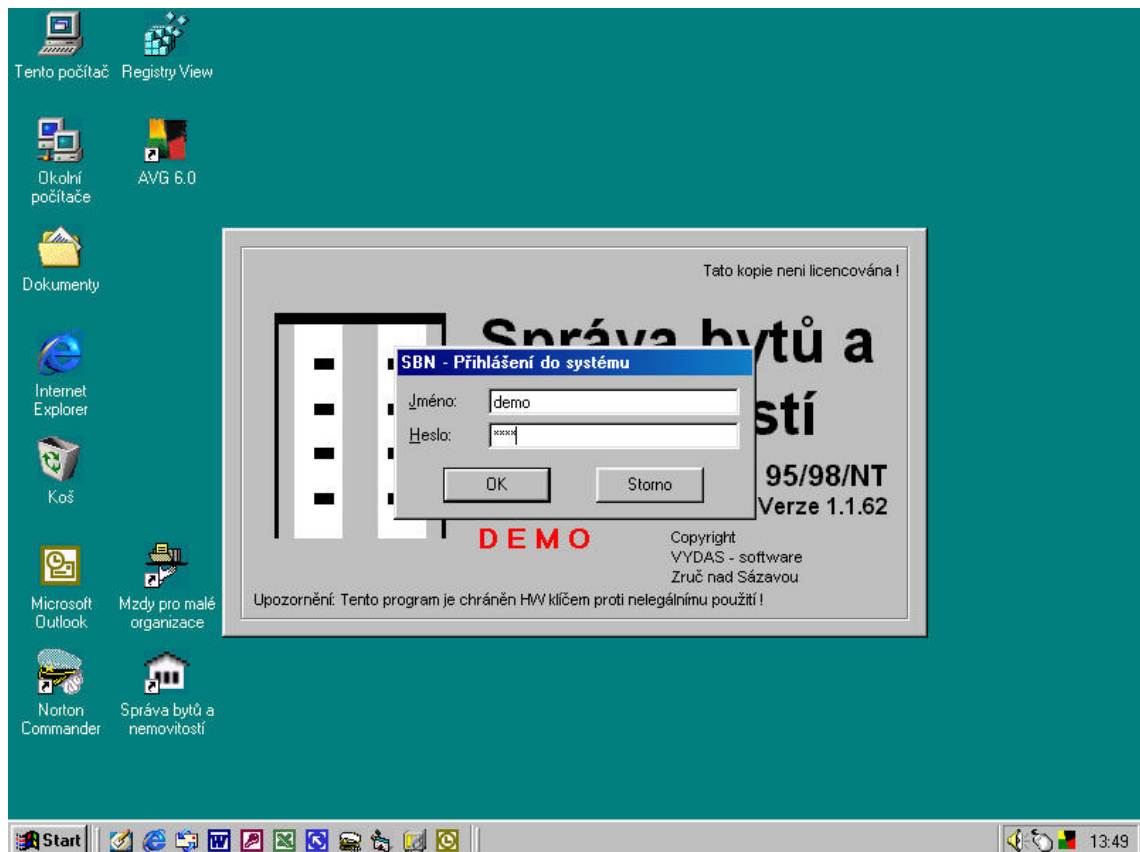 Tento počítač
Registry View
Okolní
počítače
AVG 6.0
Dokumenty
Internet
Explorer
Koš
Microsoft
Outlook
Mzdy pro malé
organizace
Norton
Commander
Správa bytů a
nemovitostí
Tato kopie neni licencována !
Správa bytů a
stí
95/98/NT
Verze 1.1.62
DEMO
Copyright
VYDAS - software
Zruč nad Sázavou
Upozornění: Tento program je chráněn HW klíčem proti nelegálnímu použití !
SBN - Přihlášení do systému
Jméno:
demo
Heslo:
****
OK
Storno
Start
13:49